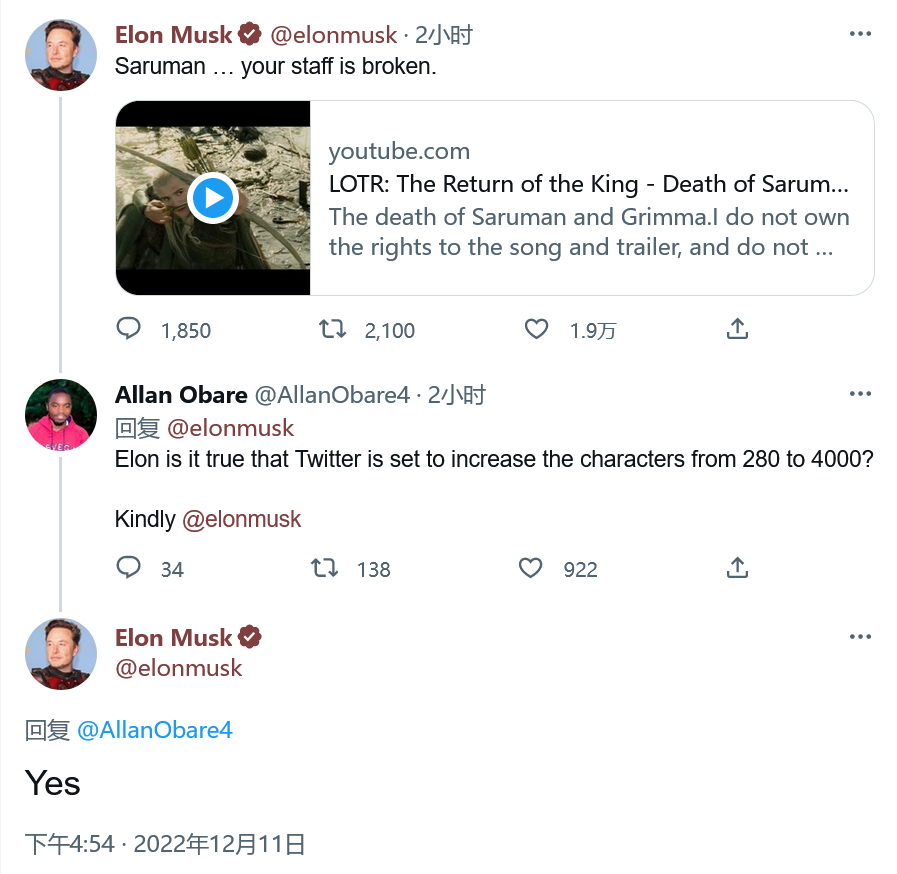 Elon Musk @elonmusk · 2小时
Saruman … your staff is broken.
youtube.com
LOTR: The Return of the King - Death of Sarum...
The death of Saruman and Grimma.I do not own
the rights to the song and trailer, and do not ...
1,850 2,100 1.9万
Allan Obare @AllanObare4 · 2小时
回复 @elonmusk
Elon is it true that Twitter is set to increase the characters from 280 to 4000?
Kindly @elonmusk
34 138 922
Elon Musk
@elonmusk
回复 @AllanObare4
Yes
下午4:54 · 2022年12月11日